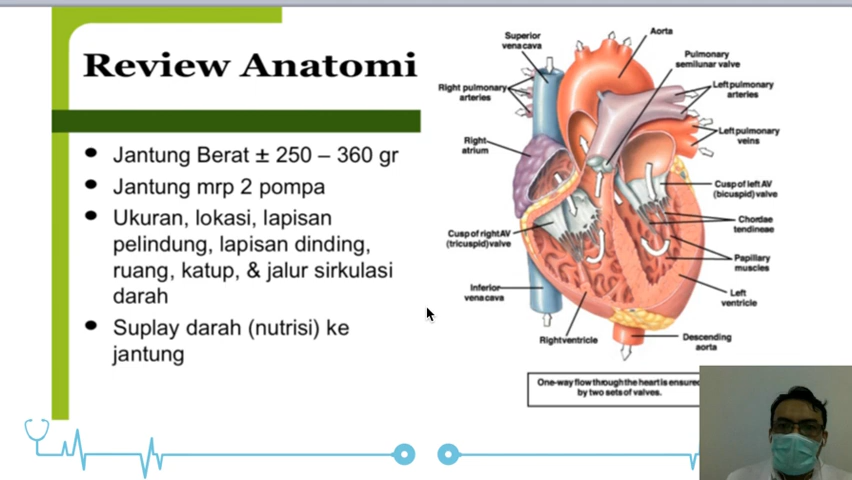 Review Anatomi
Jantung Berat ± 250 – 360 gr
Jantung mrp 2 pompa
Ukuran, lokasi, lapisan
pelindung, lapisan dinding,
ruang, katup, & jalur sirkulasi
darah
Suplay darah (nutrisi) ke
jantung
Superior
vena cava
Aorta
Pulmonary
semilunar valve
Right pulmonary
arteries
Left pulmonary
arteries
Left pulmonary
veins
Right
atrium
Cusp of left AV
(bicuspid) valve
Chordae
tendineae
Cusp of right AV
(tricuspid) valve
Papillary
muscles
Inferior
vena cava
Left
ventricle
Right ventricle
Descending
aorta
One-way flow through the heart is ensured
by two sets of valves.